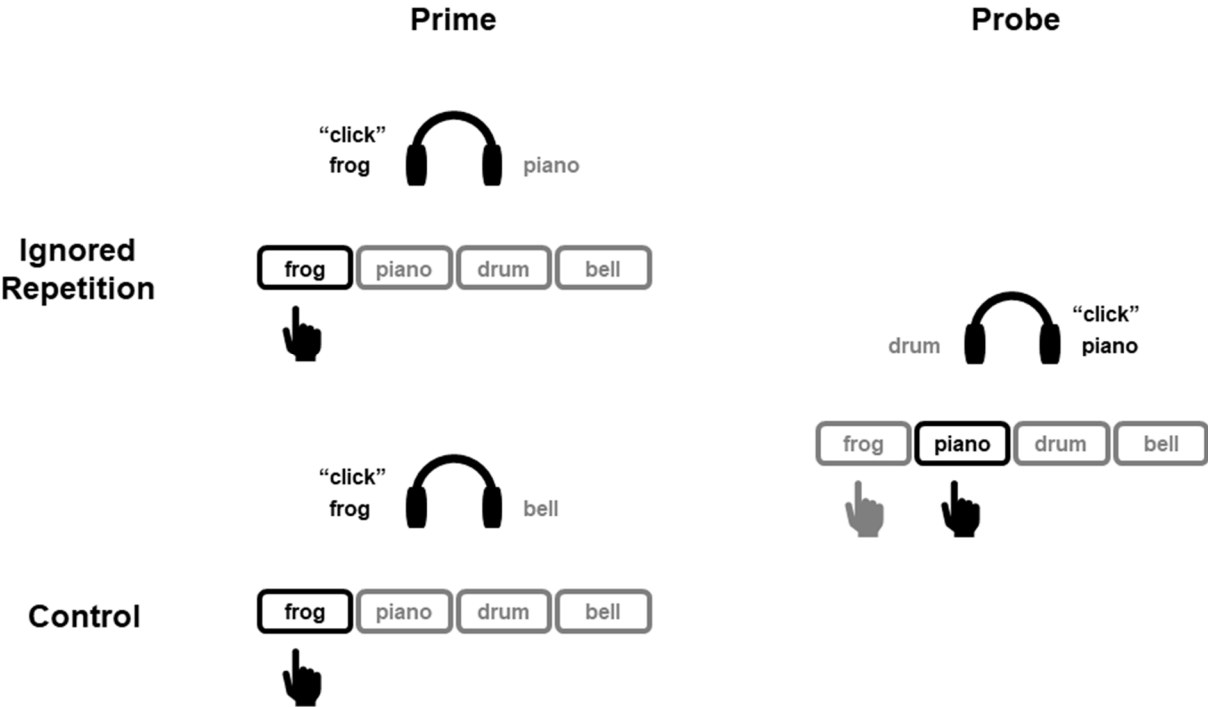 Prime
Probe
“click”
frog
piano
Ignored
Repetition
frog piano drum bell
“click”
drum
piano
frog piano drum bell
“click”
frog
bell
Control
frog piano drum bell